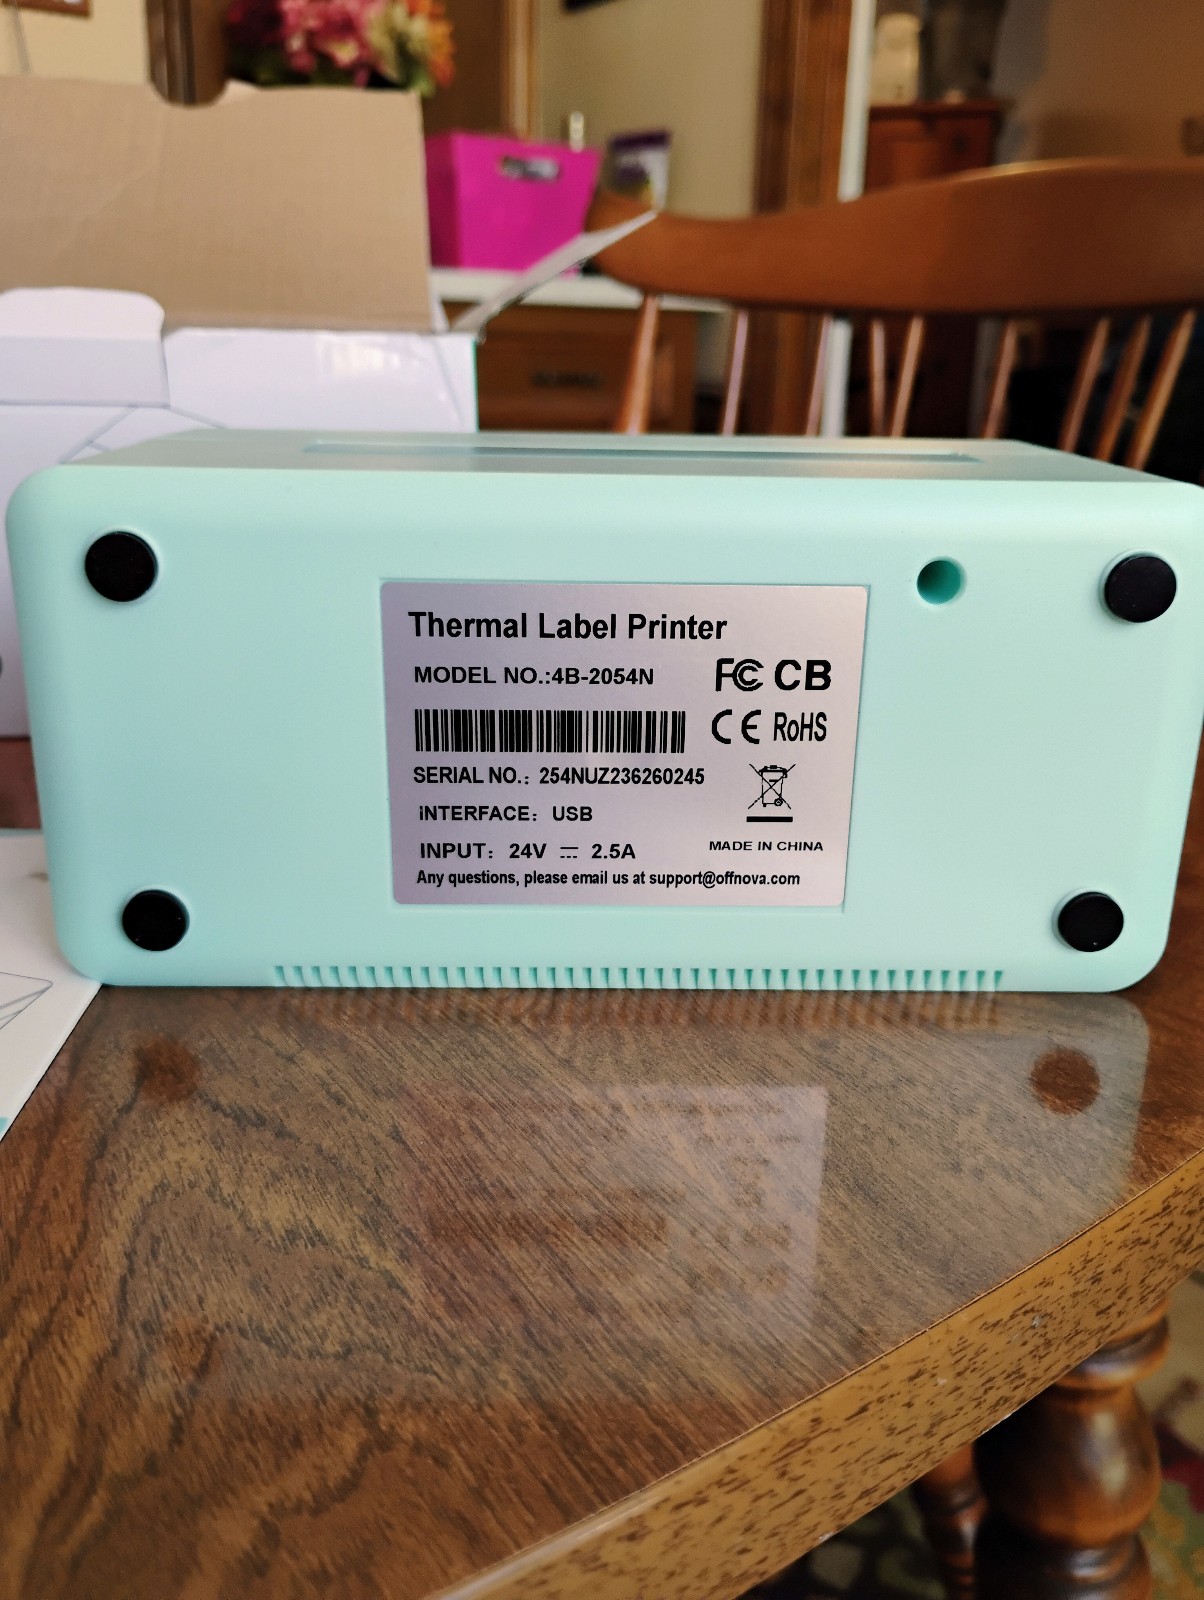 Thermal Label Printer
MODEL NO.:4B-2054N
FC CB
CE RoHS
SERIAL NO.: 254NUZ236260245
iNTERFACE: USB
INPUT: 24V ⎓ 2.5A
MADE IN CHINA
Any questions, please email us at support@offnova.com